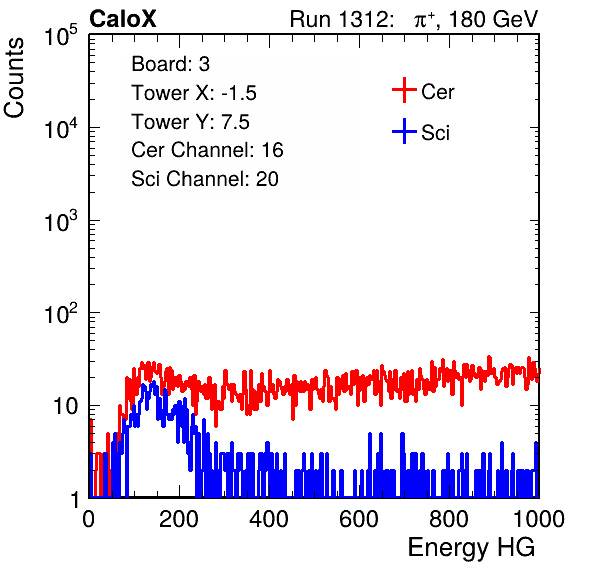 CaloX Run 1312: π⁺, 180 GeV
Counts
10⁵
10⁴
10³
10²
10
1
Board: 3
Tower X: -1.5
Tower Y: 7.5
Cer Channel: 16
Sci Channel: 20
Cer
Sci
0 200 400 600 800 1000
Energy HG